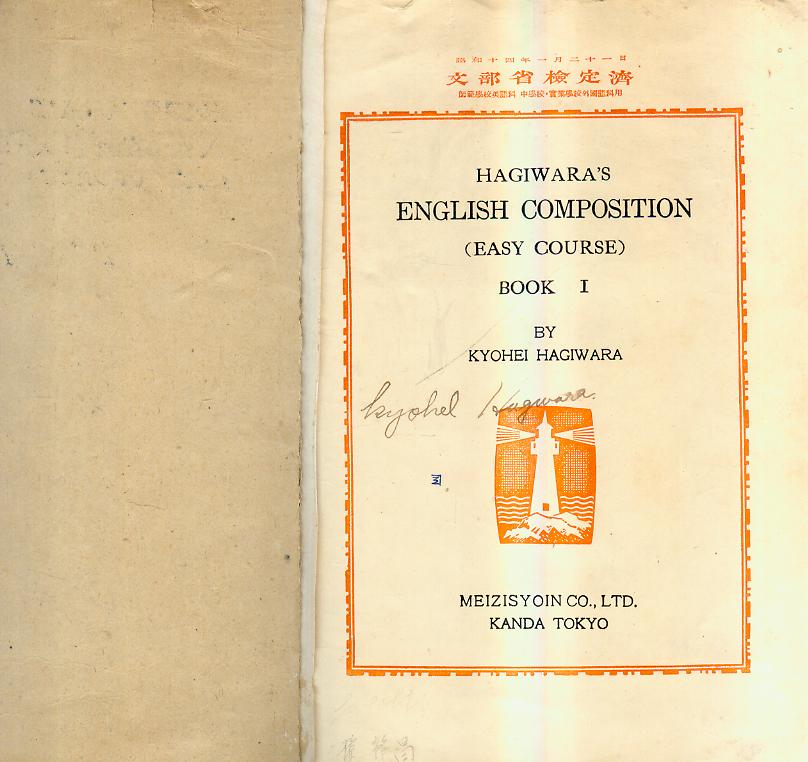 昭和十四年一月二十一日
文部省檢定濟
師範學校英語科 中學校・實業學校外國語科用
HAGIWARA'S
ENGLISH COMPOSITION
(EASY COURSE)
BOOK I
BY
KYOHEI HAGIWARA
kyohei Hagiwara.
MEIZISYOIN CO., LTD.
KANDA TOKYO